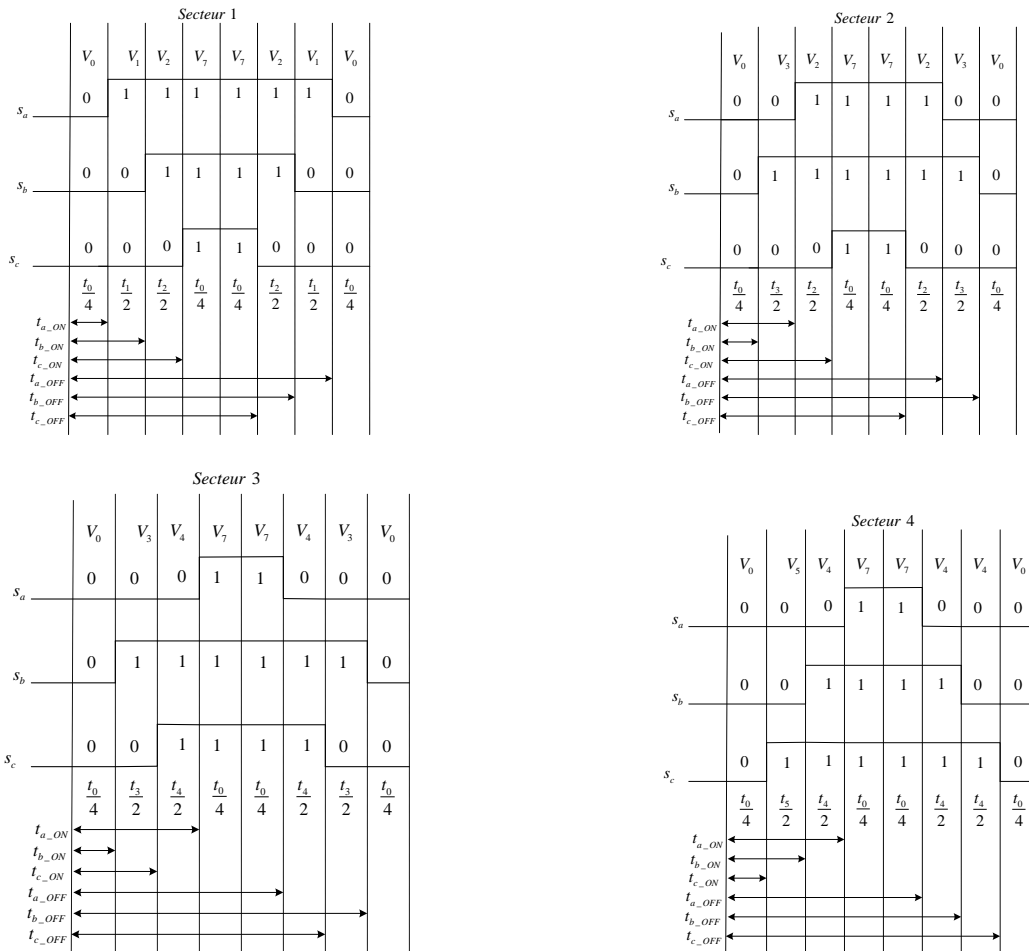 Secteur 1
V0 V1 V2 V7 V7 V2 V1 V0
sa 0 1 1 1 1 1 1 0
sb 0 0 1 1 1 1 0 0
sc 0 0 0 1 1 0 0 0
t0/4 t1/2 t2/2 t0/4 t0/4 t2/2 t1/2 t0/4
ta_ON
tb_ON
tc_ON
ta_OFF
tb_OFF
tc_OFF
Secteur 2
V0 V3 V2 V7 V7 V2 V3 V0
sa 0 0 1 1 1 1 0 0
sb 0 1 1 1 1 1 1 0
sc 0 0 0 1 1 0 0 0
t0/4 t3/2 t2/2 t0/4 t0/4 t2/2 t3/2 t0/4
ta_ON
tb_ON
tc_ON
ta_OFF
tb_OFF
tc_OFF
Secteur 3
V0 V3 V4 V7 V7 V4 V3 V0
sa 0 0 0 1 1 0 0 0
sb 0 1 1 1 1 1 1 0
sc 0 0 1 1 1 1 0 0
t0/4 t3/2 t4/2 t0/4 t0/4 t4/2 t3/2 t0/4
ta_ON
tb_ON
tc_ON
ta_OFF
tb_OFF
tc_OFF
Secteur 4
V0 V5 V4 V7 V7 V4 V4 V0
sa 0 0 0 1 1 0 0 0
sb 0 0 1 1 1 1 0 0
sc 0 1 1 1 1 1 1 0
t0/4 t5/2 t4/2 t0/4 t0/4 t4/2 t4/2 t0/4
ta_ON
tb_ON
tc_ON
ta_OFF
tb_OFF
tc_OFF